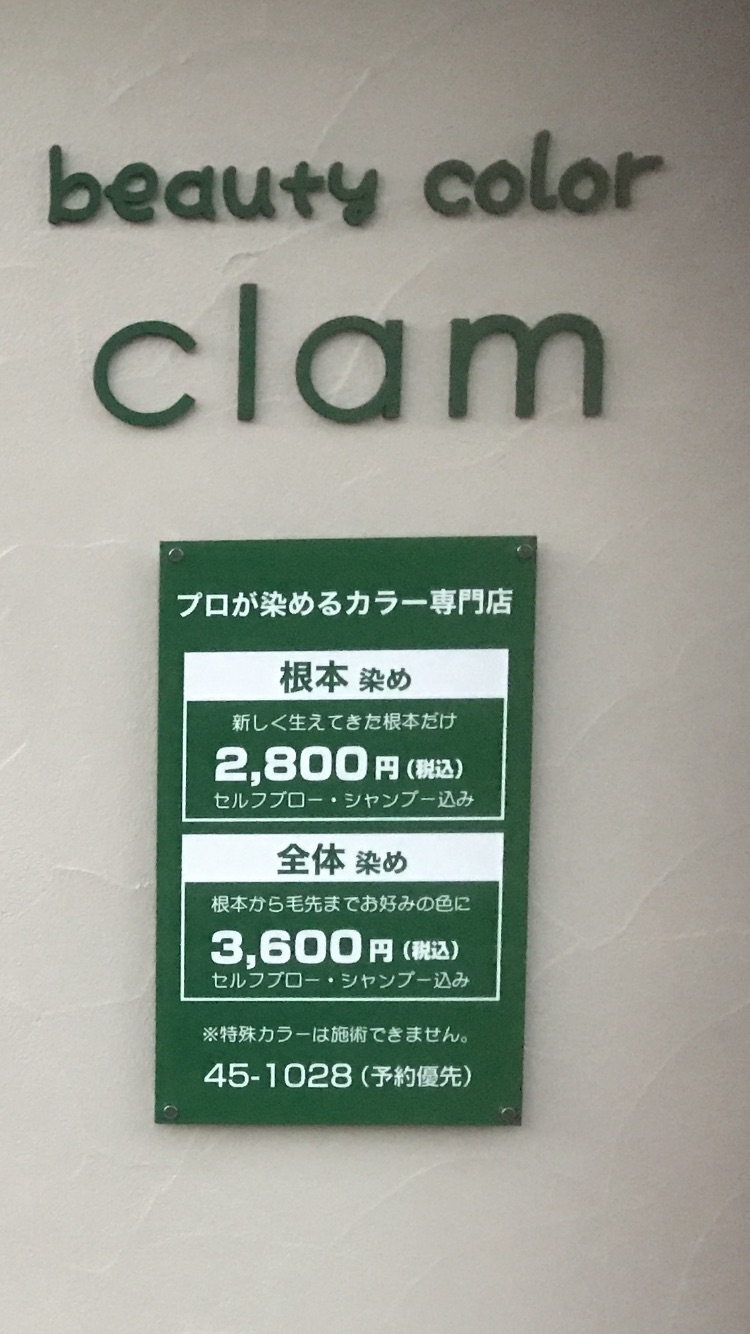 beauty color
clam
プロが染めるカラー専門店
根本 染め
新しく生えてきた根本だけ
2,800円(税込)
セルフブロー・シャンプー込み
全体 染め
根本から毛先までお好みの色に
3,600円(税込)
セルフブロー・シャンプー込み
※特殊カラーは施術できません。
45-1028(予約優先)